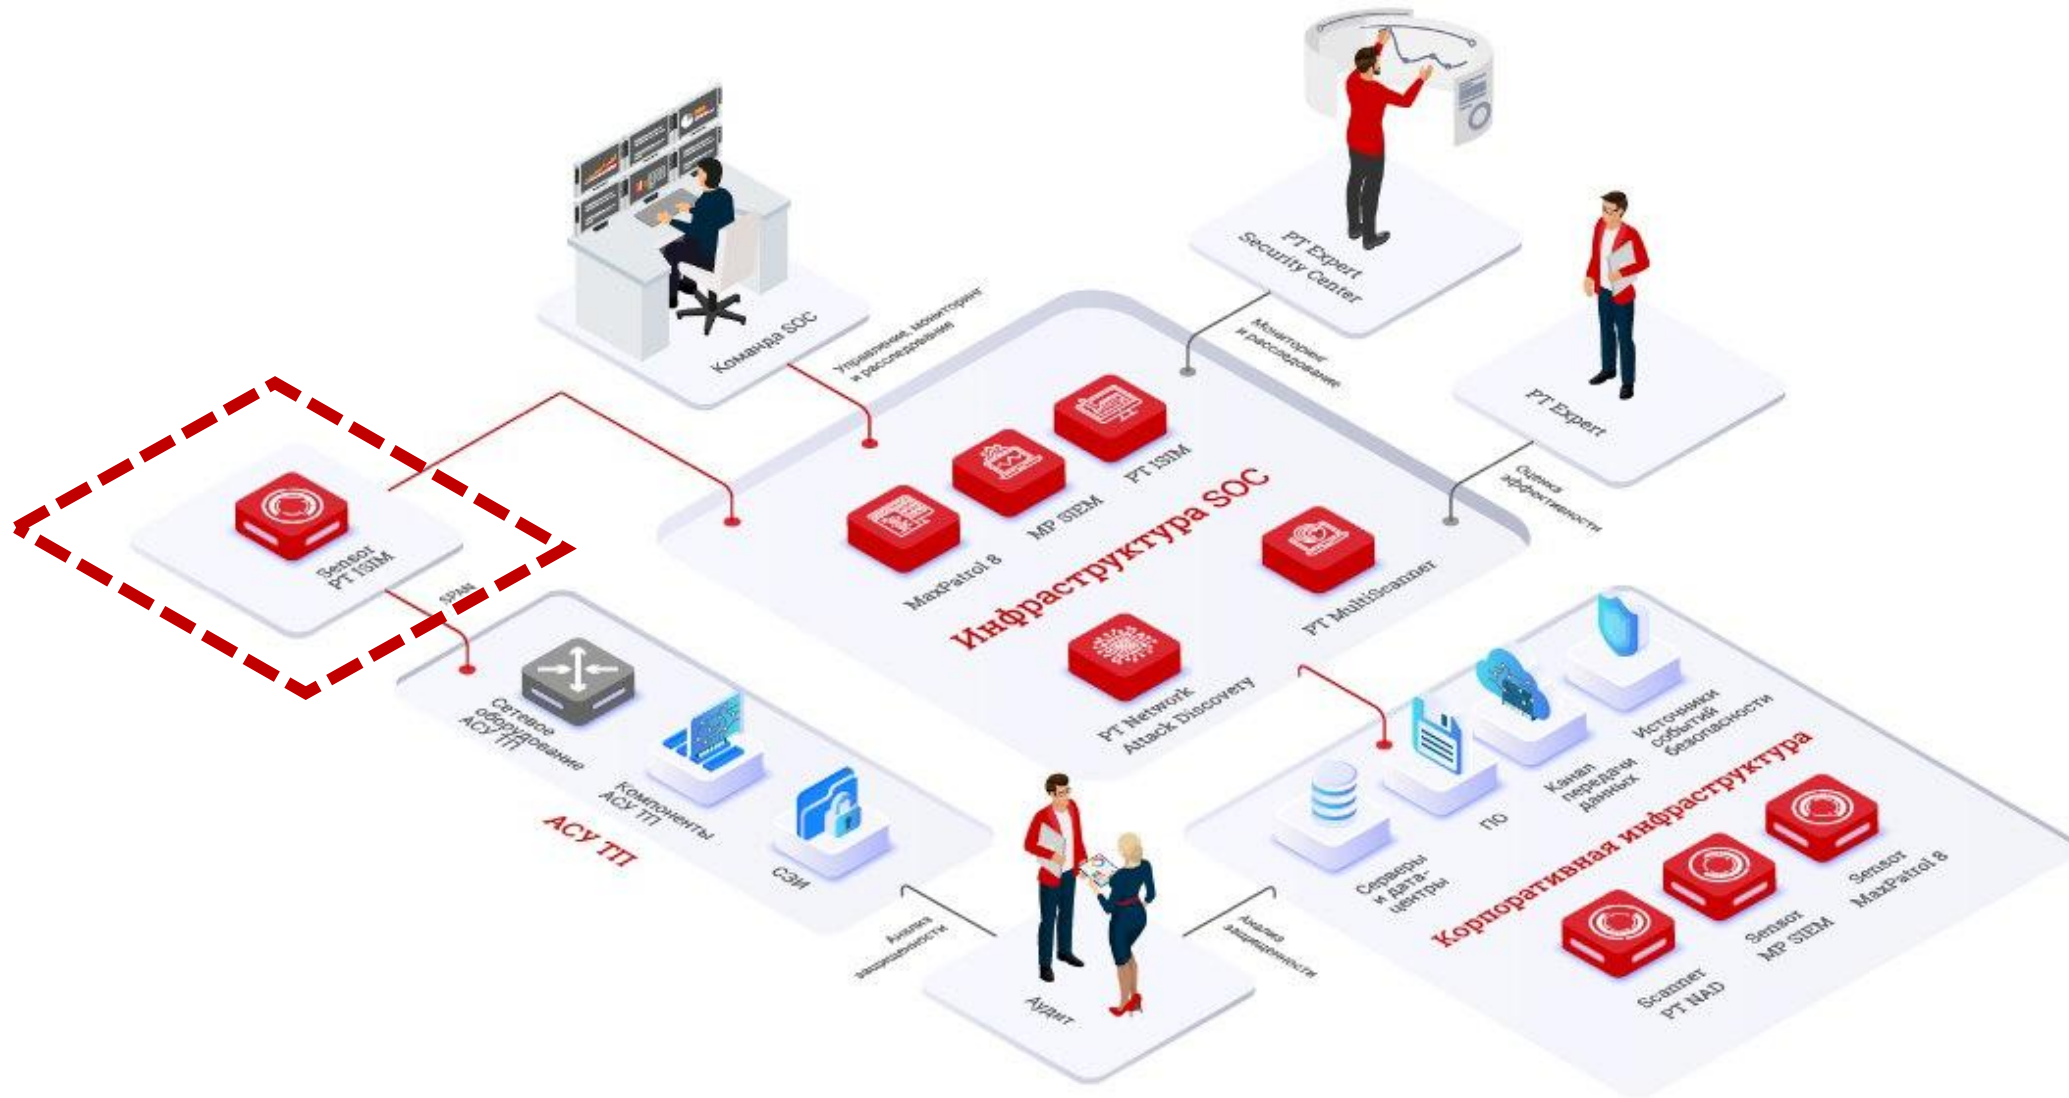 PT Expert
Security Center
PT Expert
Команда SOC
Управление, мониторинг
и расследование
Мониторинг
и расследование
Оценка
эффективности
Sensor
PT ISIM
SPAN
PT ISIM
MP SIEM
MaxPatrol 8
Инфраструктура SOC
PT MultiScanner
PT Network
Attack Discovery
Сетевое
оборудование
АСУ ТП
Компоненты
АСУ ТП
СЗИ
АСУ ТП
Источники
событий
безопасности
Канал
передачи
данных
ПО
Серверы
и дата-
центры
Корпоративная инфраструктура
Sensor
MaxPatrol 8
Sensor
MP SIEM
Scanner
PT NAD
Анализ
защищенности
Анализ
защищенности
Аудит